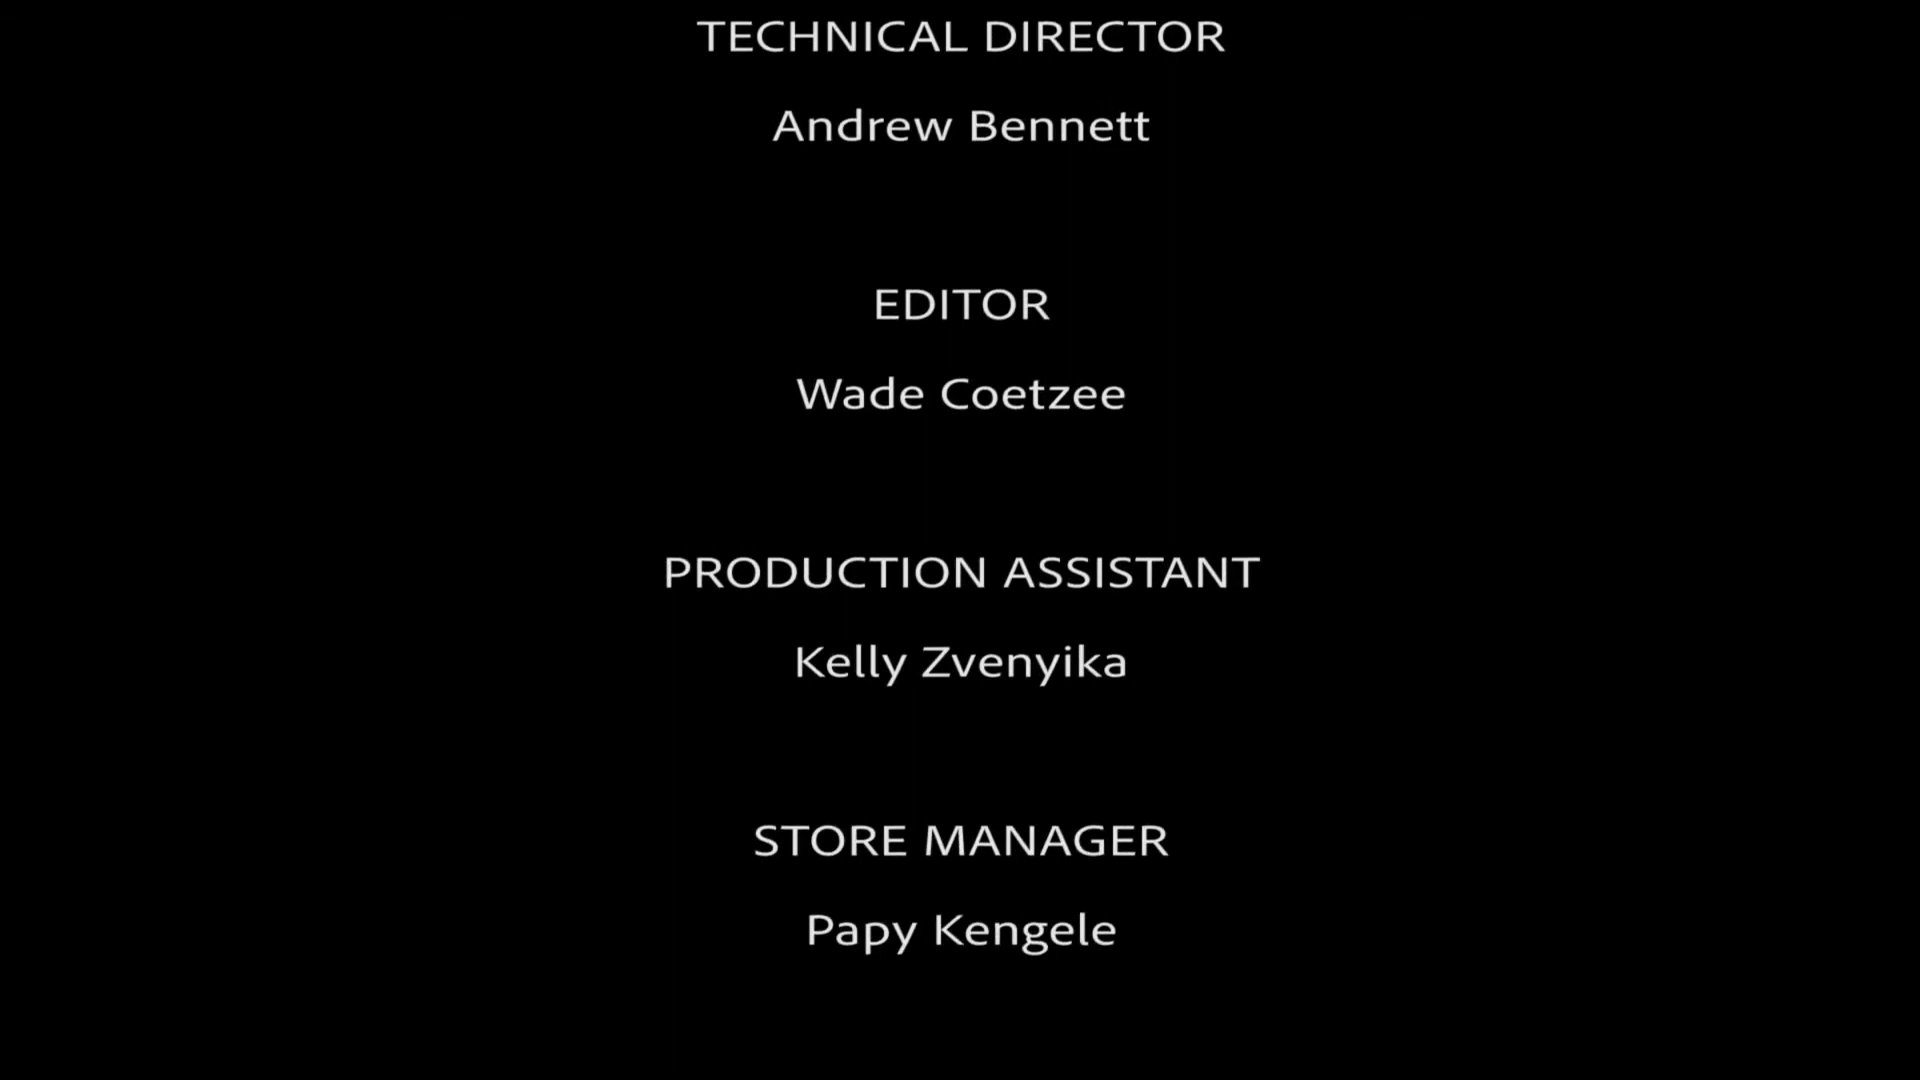 TECHNICAL DIRECTOR
Andrew Bennett
EDITOR
Wade Coetzee
PRODUCTION ASSISTANT
Kelly Zvenyika
STORE MANAGER
Papy Kengele